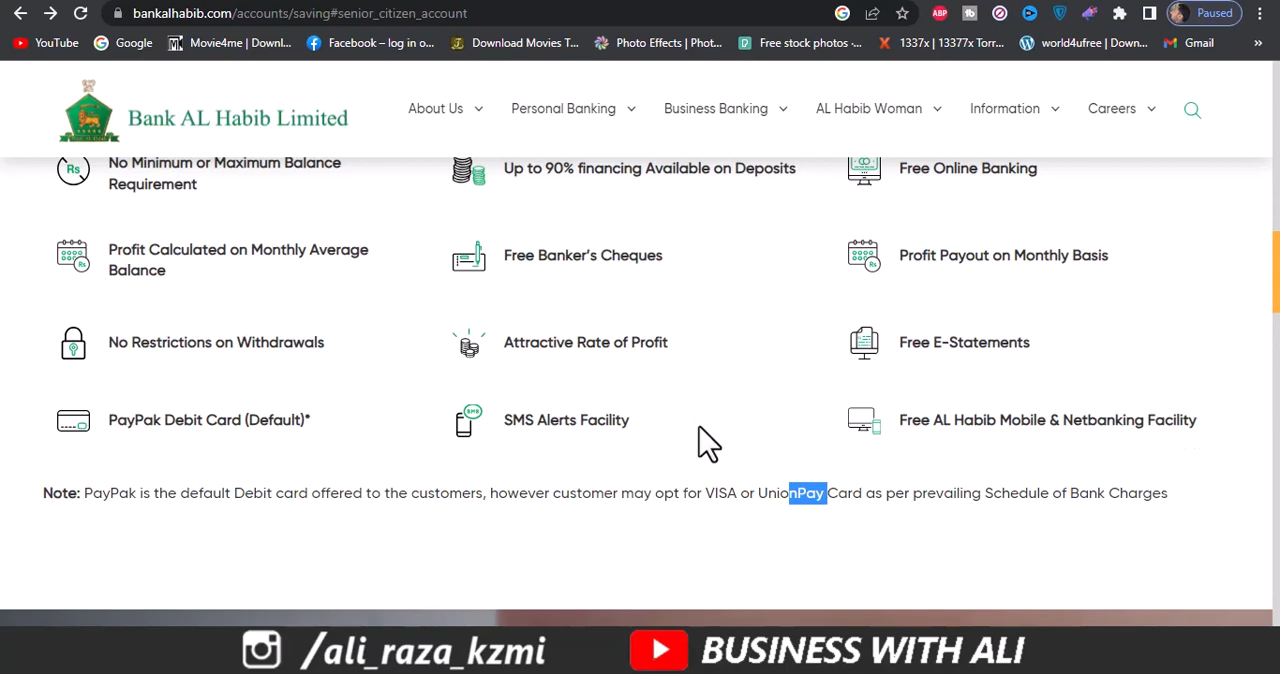 bankalhabib.com/accounts/saving#senior_citizen_account
ABP
Paused
YouTube
Google
Movie4me | Downl...
Facebook – log in o...
Download Movies T...
Photo Effects | Phot...
Free stock photos ·...
1337x | 13377x Torr...
world4ufree | Down...
Gmail
»
Bank AL Habib Limited
About Us
Personal Banking
Business Banking
AL Habib Woman
Information
Careers
Rs
No Minimum or Maximum Balance
Requirement
Up to 90% financing Available on Deposits
Free Online Banking
Profit Calculated on Monthly Average
Balance
Free Banker's Cheques
Profit Payout on Monthly Basis
No Restrictions on Withdrawals
Attractive Rate of Profit
Free E-Statements
PayPak Debit Card (Default)*
SMS
SMS Alerts Facility
Free AL Habib Mobile & Netbanking Facility
Note: PayPak is the default Debit card offered to the customers, however customer may opt for VISA or UnionPay Card as per prevailing Schedule of Bank Charges
/ali_raza_kzmi
BUSINESS WITH ALI